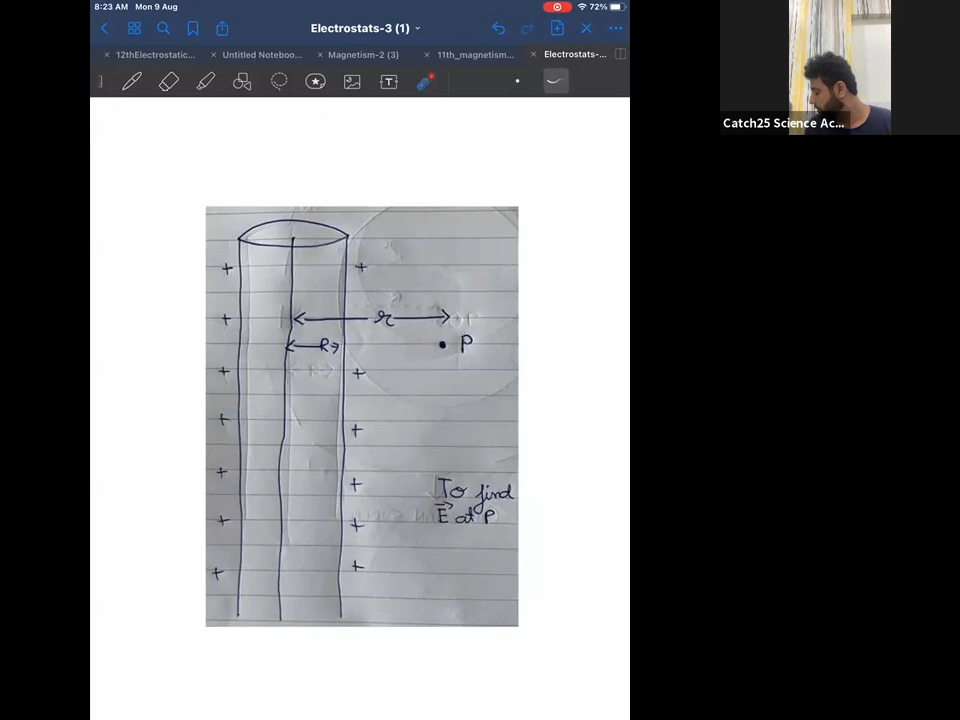 8:23 AM Mon 9 Aug
72%
Electrostats-3 (1)
12thElectrostatic...
Untitled Noteboo...
Magnetism-2 (3)
11th_magnetism...
Electrostats-...
Catch25 Science Ac...
+ +
r
+
R
P
+ +
+ +
+ +
To find
E at P
+ +
+ +